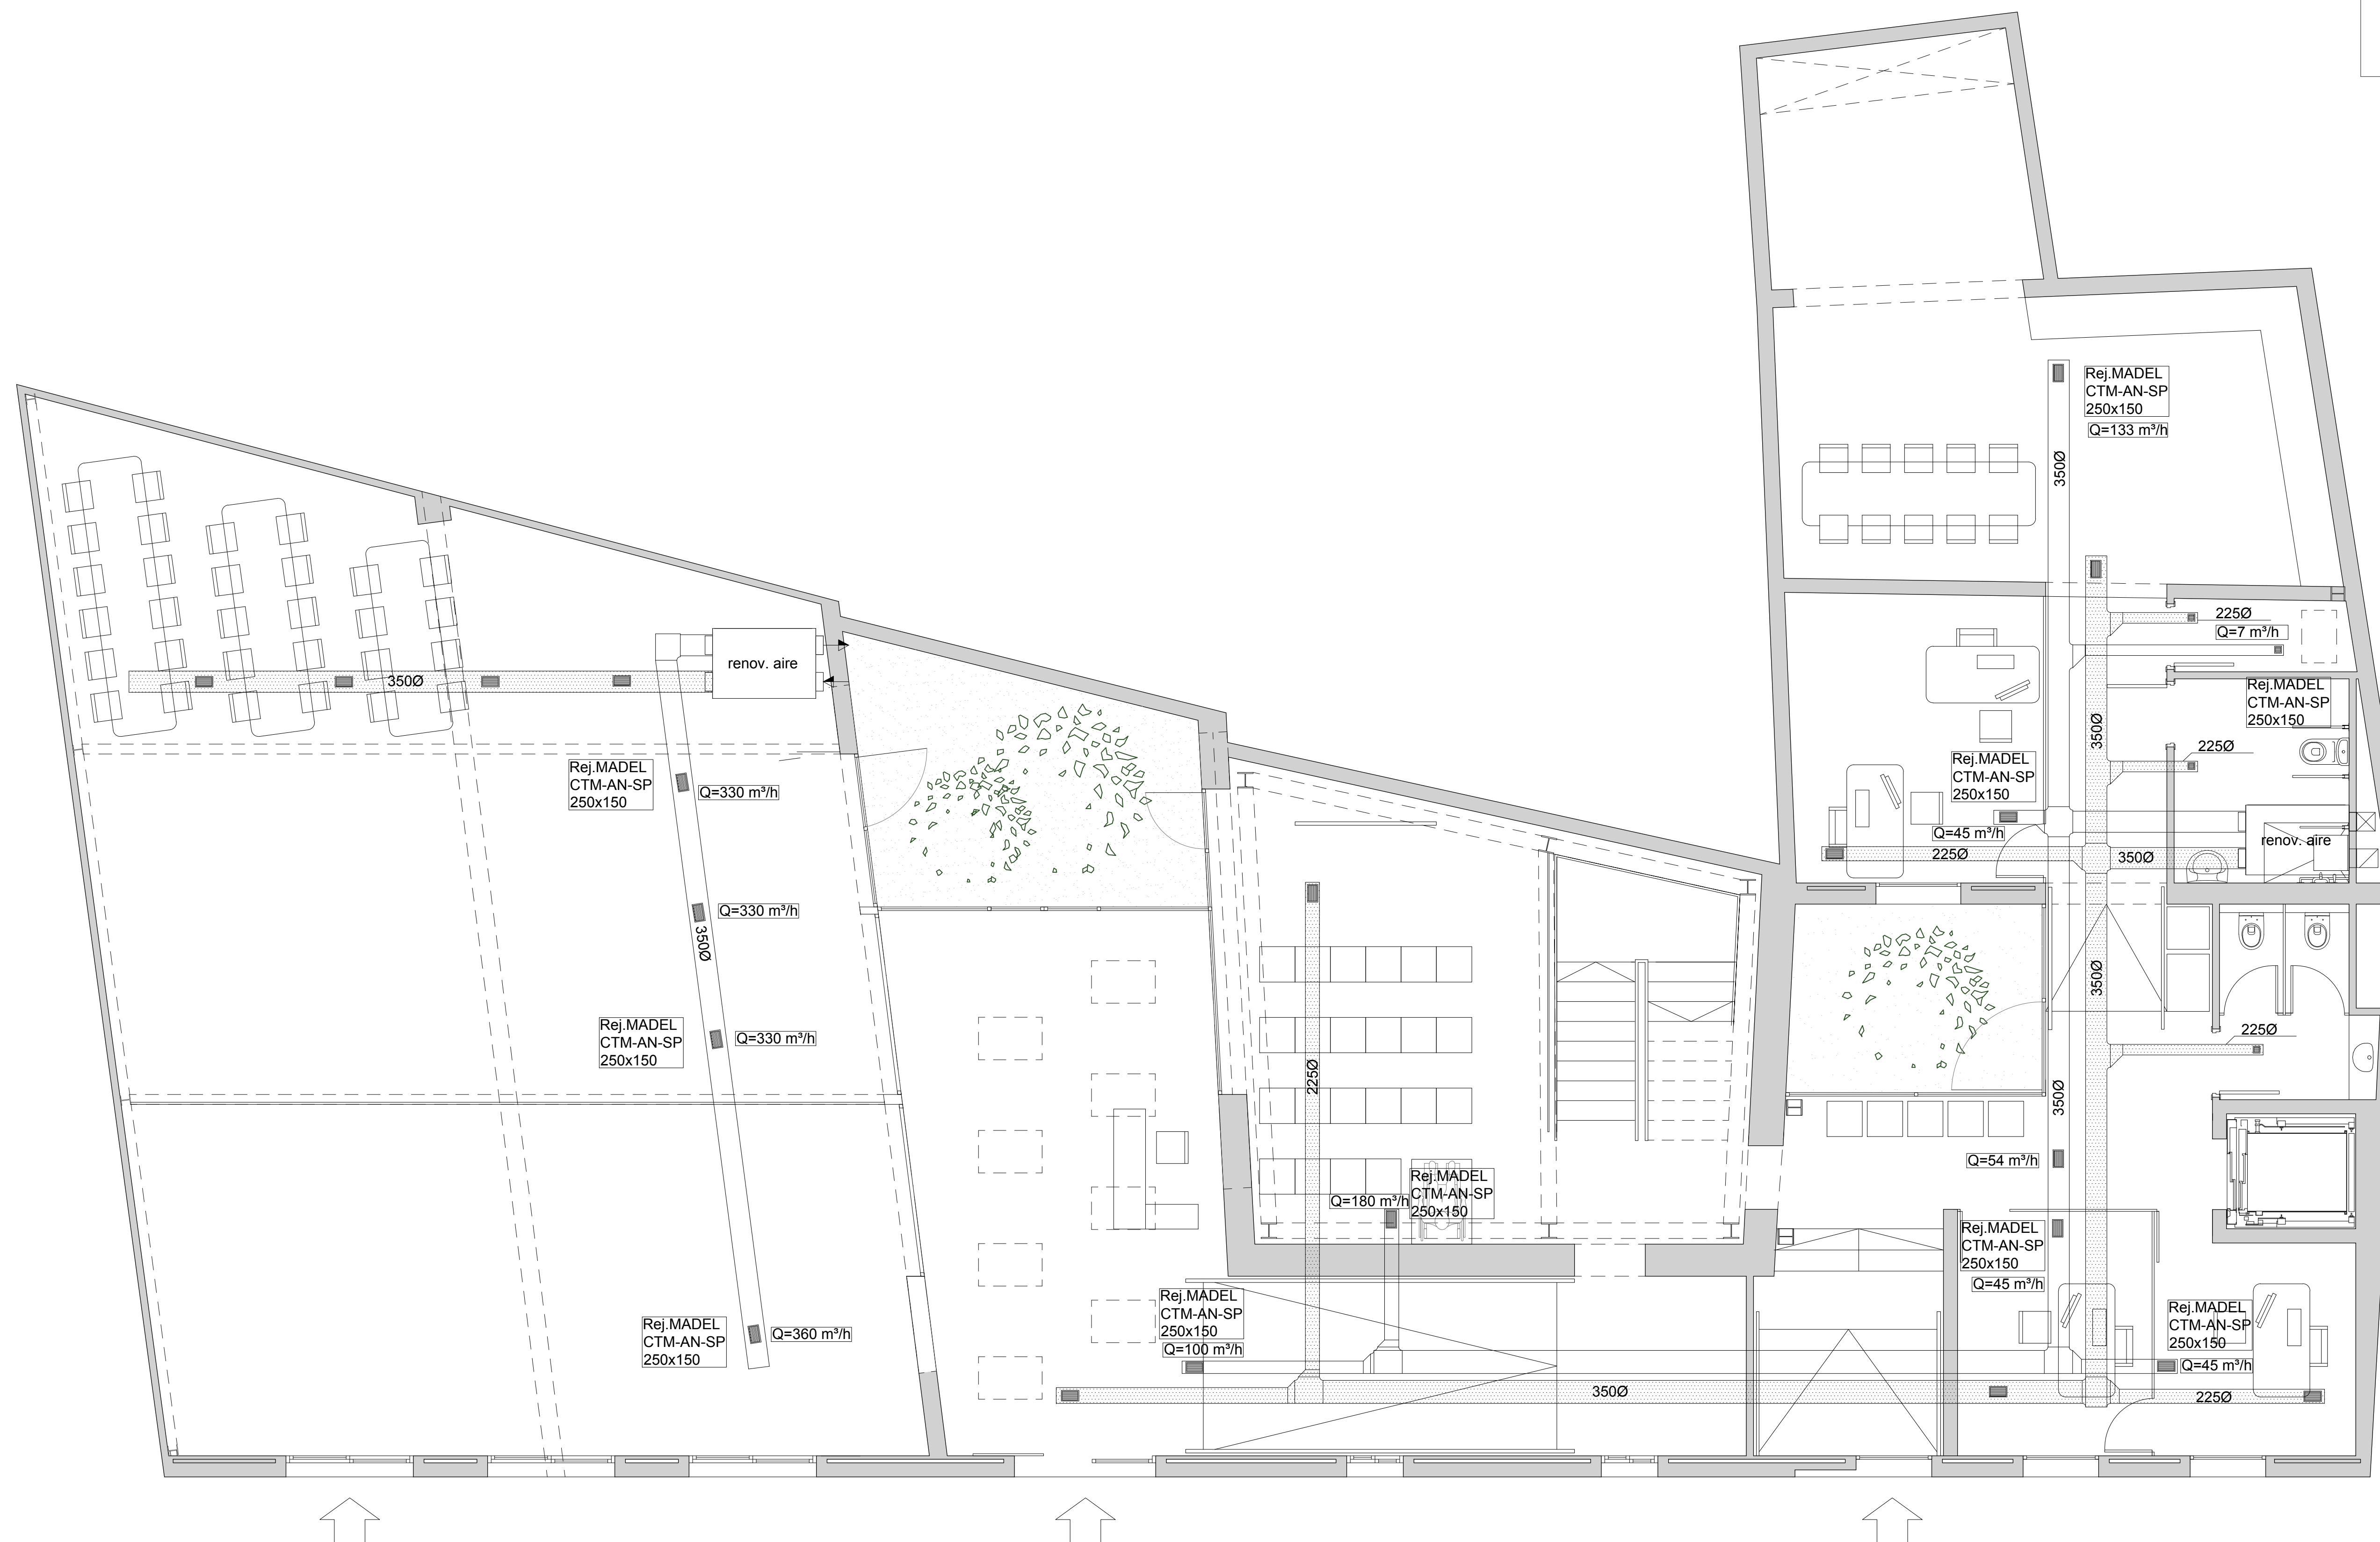 Rej.MADEL
CTM-AN-SP
250x150
Q=133 m³/h
350Ø
225Ø
Q=7 m³/h
renov. aire
350Ø
Rej.MADEL
CTM-AN-SP
250x150
350Ø
225Ø
Rej.MADEL
CTM-AN-SP
250x150
Q=45 m³/h
225Ø
350Ø
renov. aire
Rej.MADEL
CTM-AN-SP
250x150
Q=330 m³/h
Q=330 m³/h
350Ø
350Ø
225Ø
Rej.MADEL
CTM-AN-SP
250x150
Q=330 m³/h
225Ø
350Ø
Q=54 m³/h
Rej.MADEL
CTM-AN-SP
250x150
Q=180 m³/h
Rej.MADEL
CTM-AN-SP
250x150
Q=45 m³/h
Rej.MADEL
CTM-AN-SP
250x150
Q=100 m³/h
Rej.MADEL
CTM-AN-SP
250x150
Q=45 m³/h
Rej.MADEL
CTM-AN-SP
250x150
Q=360 m³/h
350Ø
225Ø